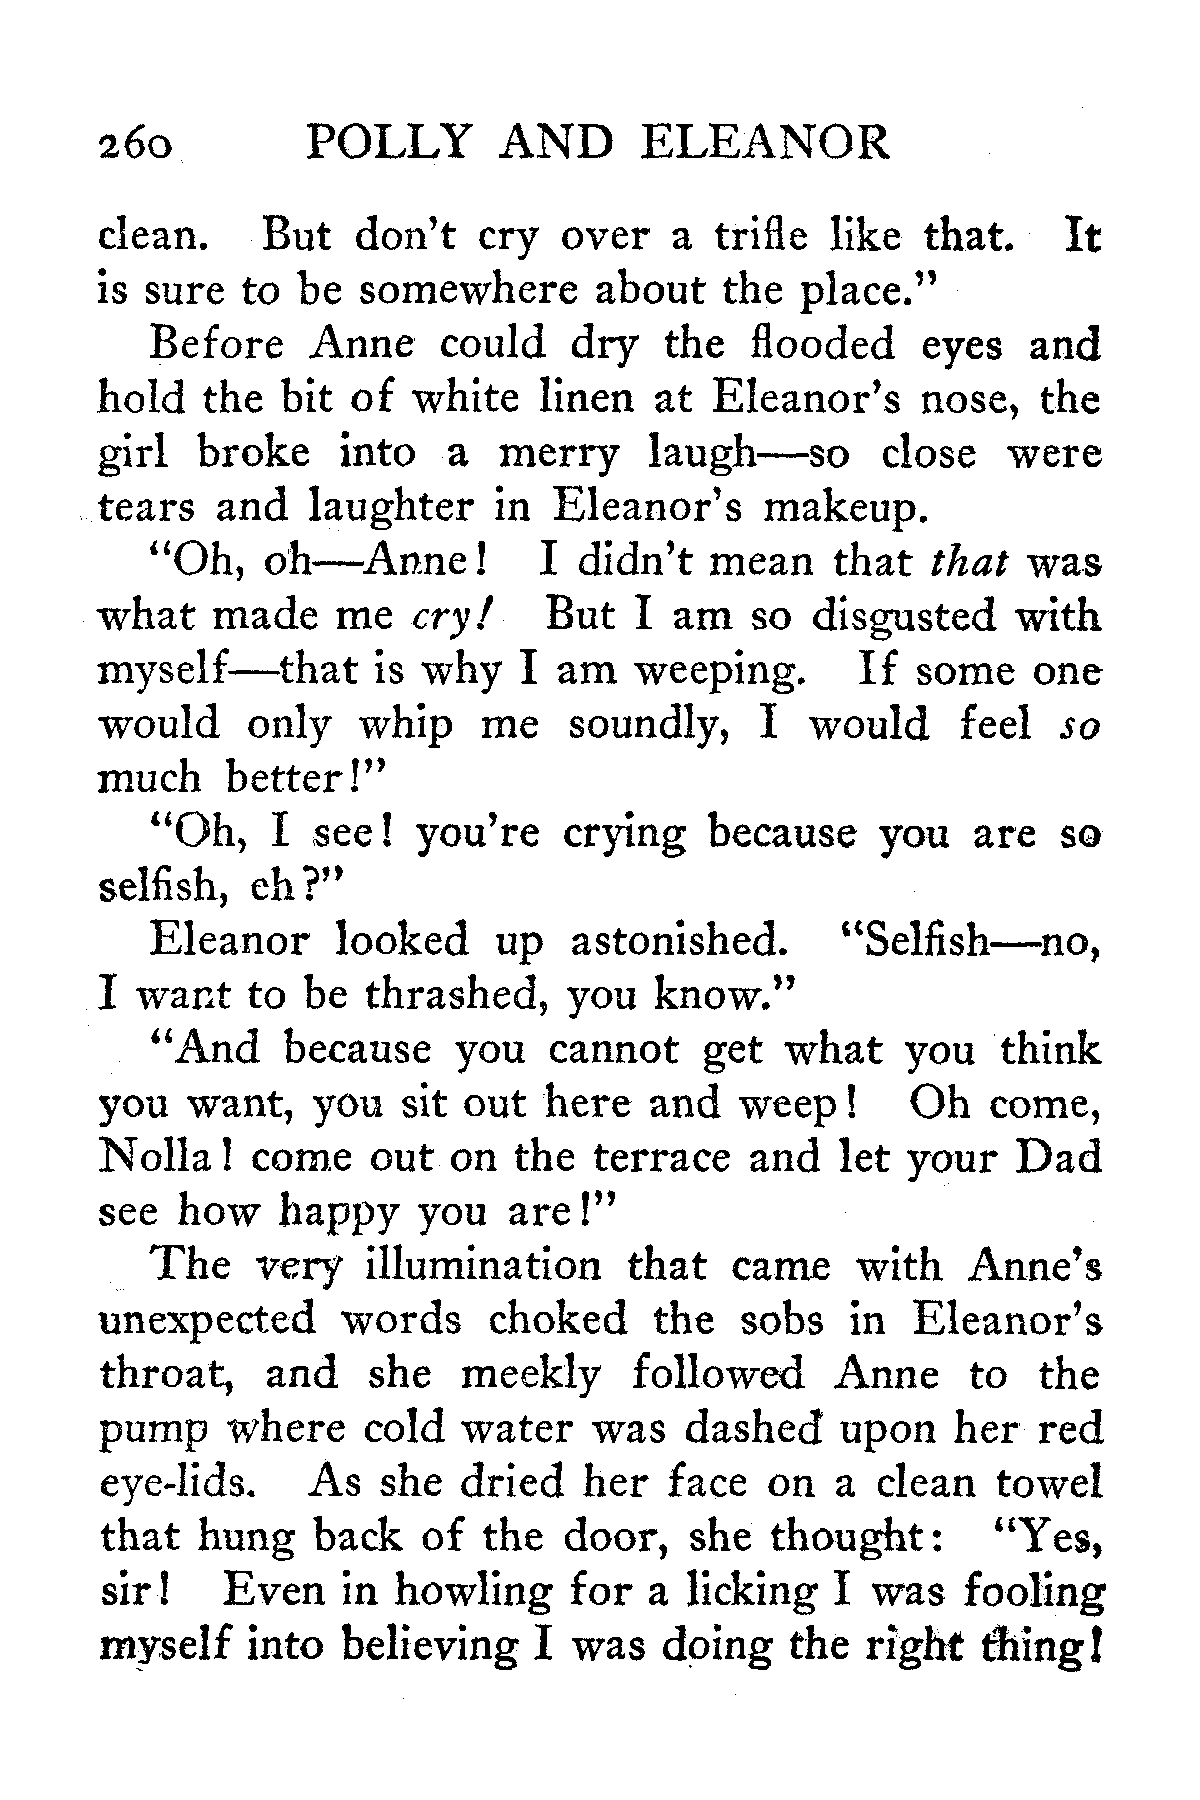 260 POLLY AND ELEANOR
clean. But don't cry over a trifle like that. It
is sure to be somewhere about the place."
Before Anne could dry the flooded eyes and
hold the bit of white linen at Eleanor's nose, the
girl broke into a merry laugh—so close were
tears and laughter in Eleanor's makeup.
"Oh, oh—Anne! I didn't mean that that was
what made me cry! But I am so disgusted with
myself—that is why I am weeping. If some one
would only whip me soundly, I would feel so
much better!"
"Oh, I see! you're crying because you are so
selfish, eh?"
Eleanor looked up astonished. "Selfish—no,
I want to be thrashed, you know."
"And because you cannot get what you think
you want, you sit out here and weep! Oh come,
Nolla! come out on the terrace and let your Dad
see how happy you are!"
The very illumination that came with Anne's
unexpected words choked the sobs in Eleanor's
throat, and she meekly followed Anne to the
pump where cold water was dashed upon her red
eye-lids. As she dried her face on a clean towel
that hung back of the door, she thought: "Yes,
sir! Even in howling for a licking I was fooling
myself into believing I was doing the right thing!